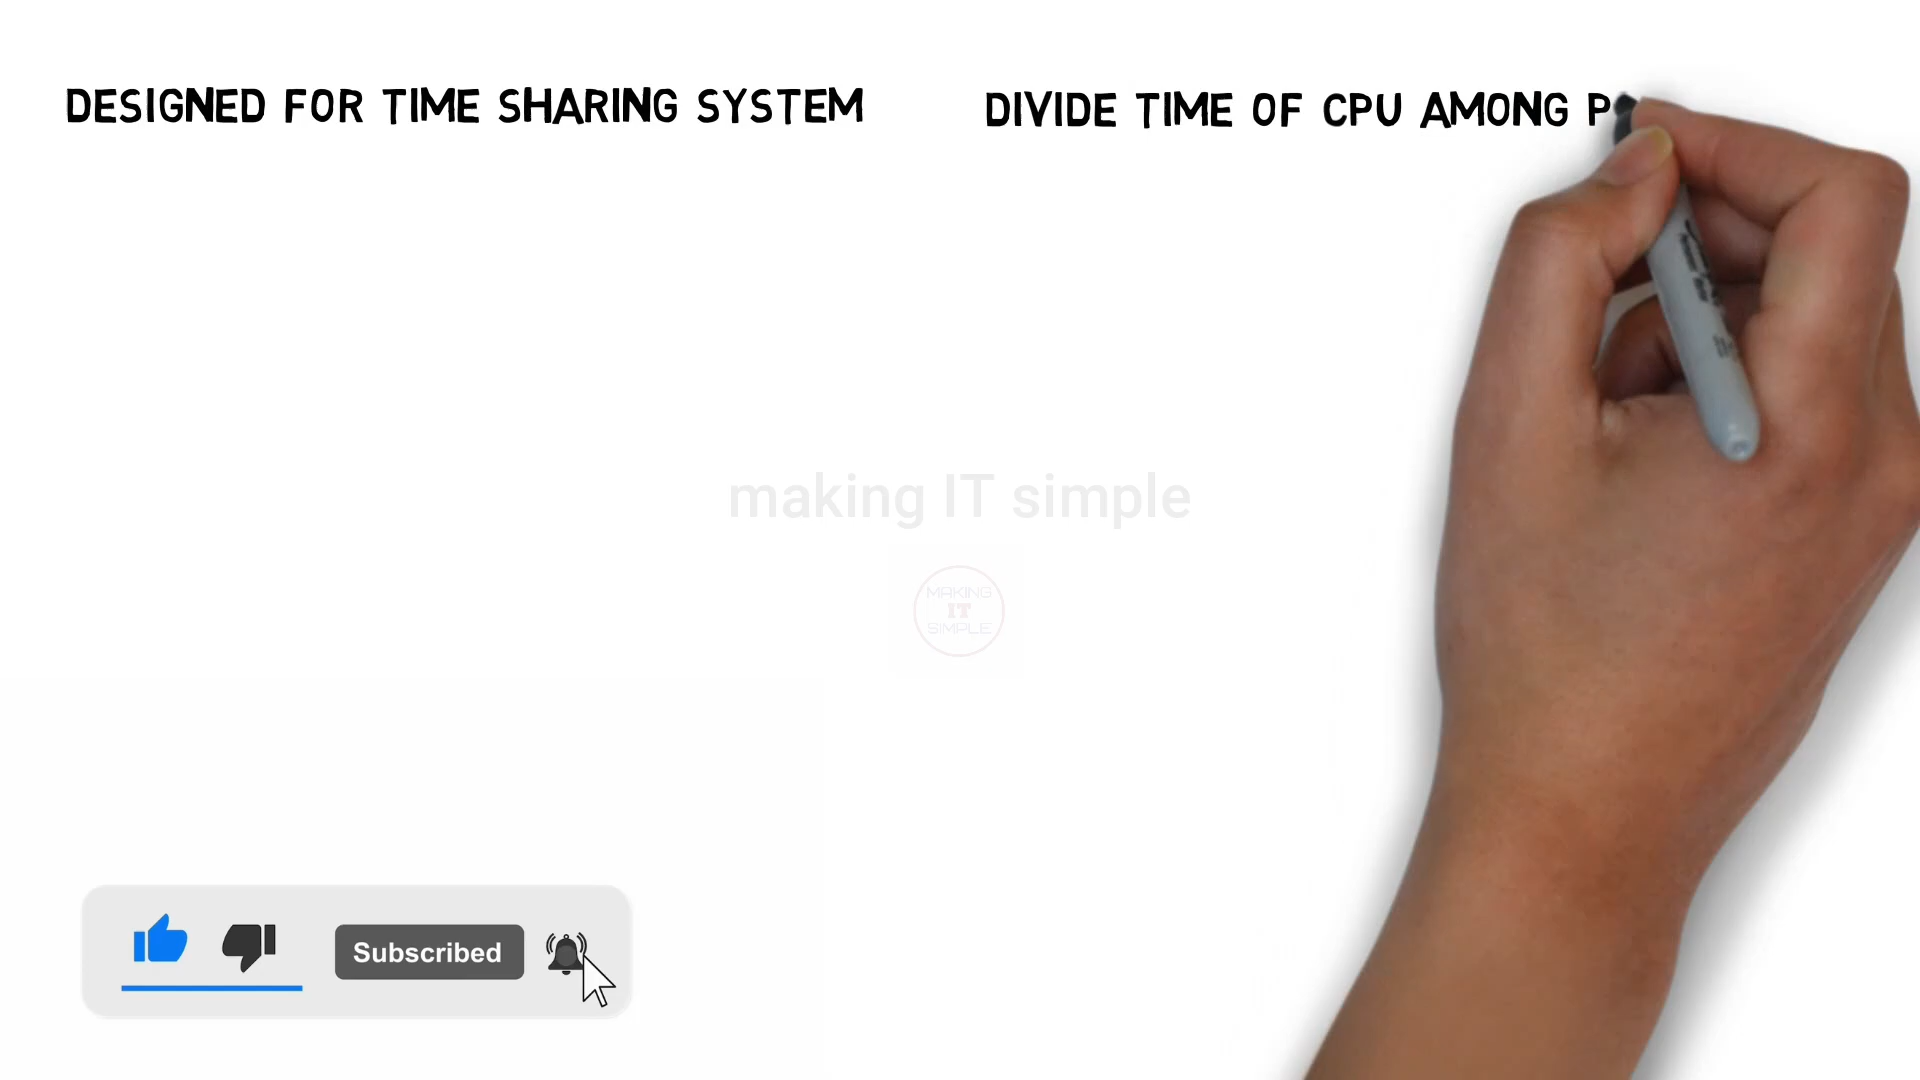 DESIGNED FOR TIME SHARING SYSTEM
DIVIDE TIME OF CPU AMONG P
making IT simple
MAKING
IT
SIMPLE
Subscribed